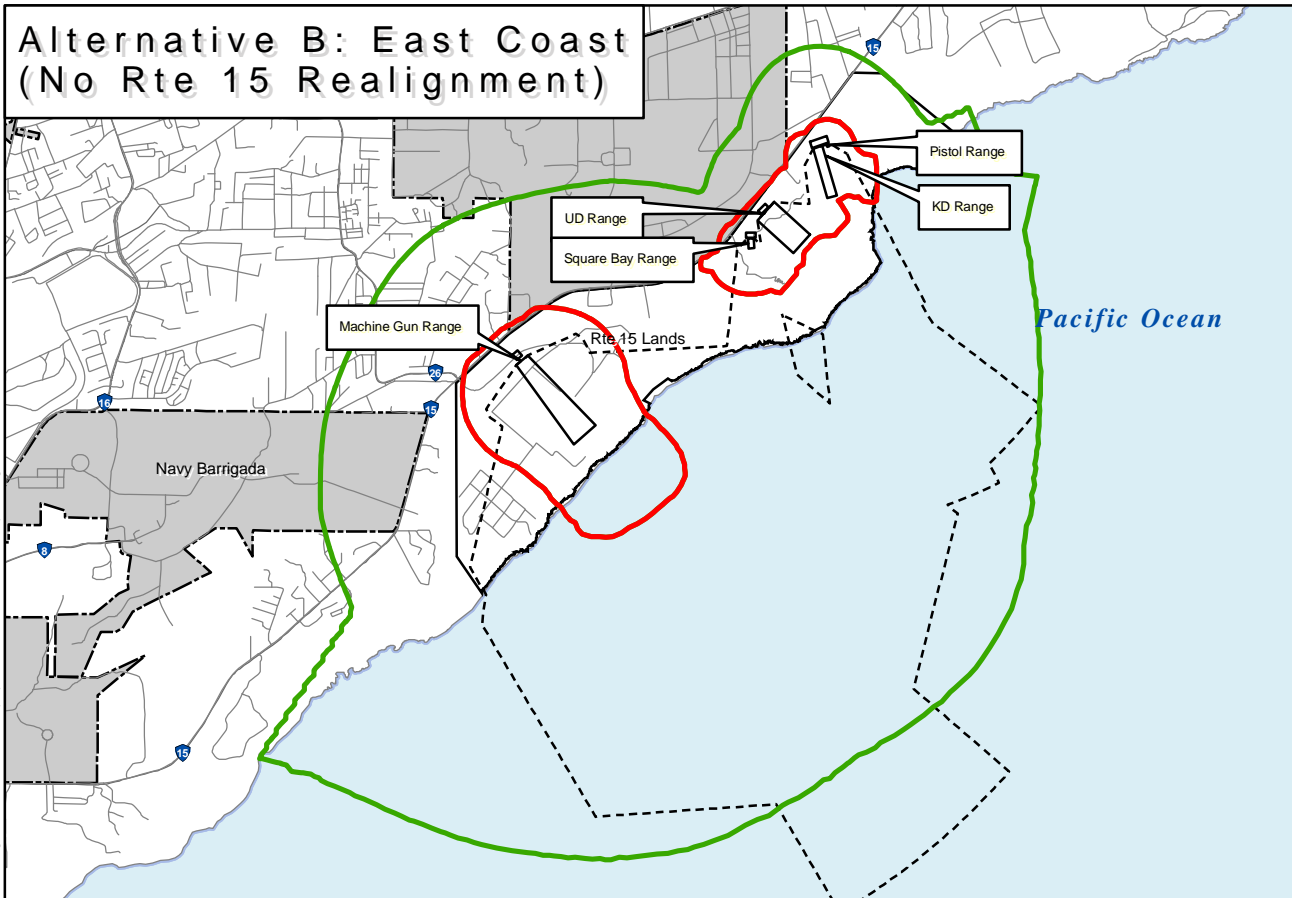 Alternative B: East Coast
(No Rte 15 Realignment)
15
Pistol Range
KD Range
UD Range
Square Bay Range
Machine Gun Range
Rte 15 Lands
Pacific Ocean
26
16
15
Navy Barrigada
8
15